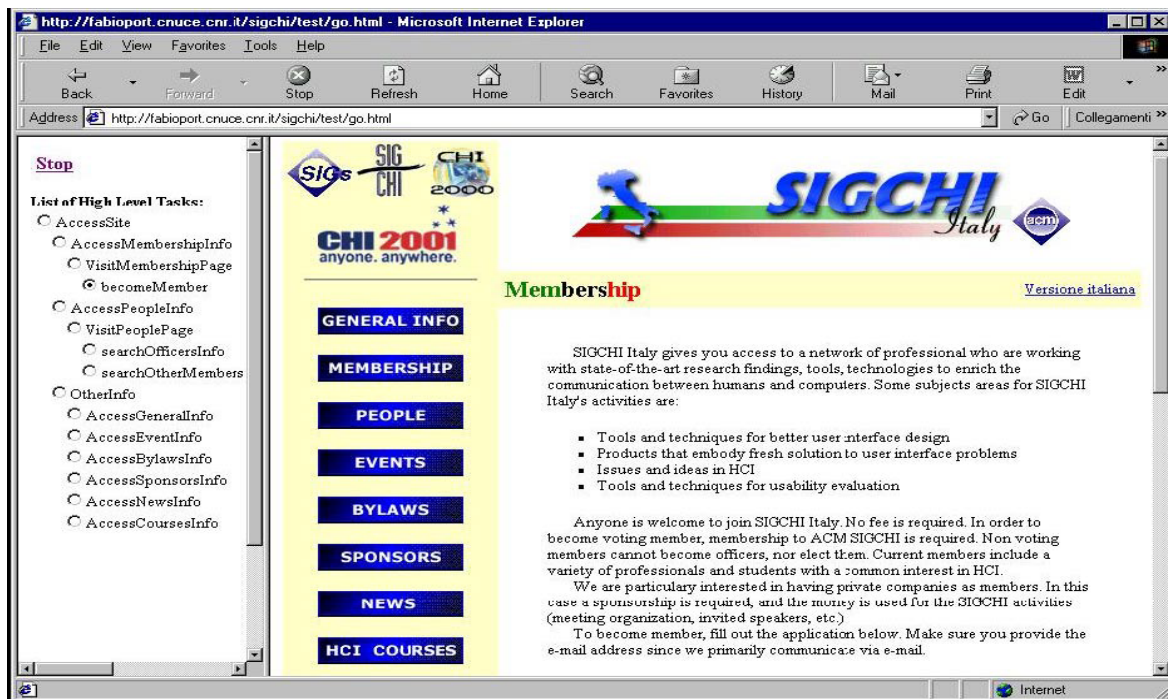 http://fabioport.cnuce.cnr.it/sigchi/test/go.html - Microsoft Internet Explorer
File Edit View Favorites Tools Help
Back Forward Stop Refresh Home Search Favorites History Mail Print Edit »
Address http://fabioport.cnuce.cnr.it/sigchi/test/go.html Go Collegamenti »
Stop
List of High Level Tasks:
AccessSite
AccessMembershipInfo
VisitMembershipPage
becomeMember
AccessPeopleInfo
VisitPeoplePage
searchOfficersInfo
searchOtherMembers
OtherInfo
AccessGeneralInfo
AccessEventInfo
AccessBylawsInfo
AccessSponsorsInfo
AccessNewsInfo
AccessCoursesInfo
SIGs
SIG
CHI
CHI
2000
CHI 2001
anyone. anywhere.
GENERAL INFO
MEMBERSHIP
PEOPLE
EVENTS
BYLAWS
SPONSORS
NEWS
HCI COURSES
SIGCHI
Italy
acm
Membership
Versione italiana
SIGCHI Italy gives you access to a network of professional who are working
with state-of-the-art research findings, tools, technologies to enrich the
communication between humans and computers. Some subjects areas for SIGCHI
Italy's activities are:
Tools and techniques for better user interface design
Products that embody fresh solution to user interface problems
Issues and ideas in HCI
Tools and techniques for usability evaluation
Anyone is welcome to join SIGCHI Italy. No fee is required. In order to
become voting member, membership to ACM SIGCHI is required. Non voting
members cannot become officers, nor elect them. Current members include a
variety of professionals and students with a common interest in HCI.
We are particulary interested in having private companies as members. In this
case a sponsorship is required, and the money is used for the SIGCHI activities
(meeting organization, invited speakers, etc.)
To become member, fill out the application below. Make sure you provide the
e-mail address since we primarily communicate via e-mail.
Internet